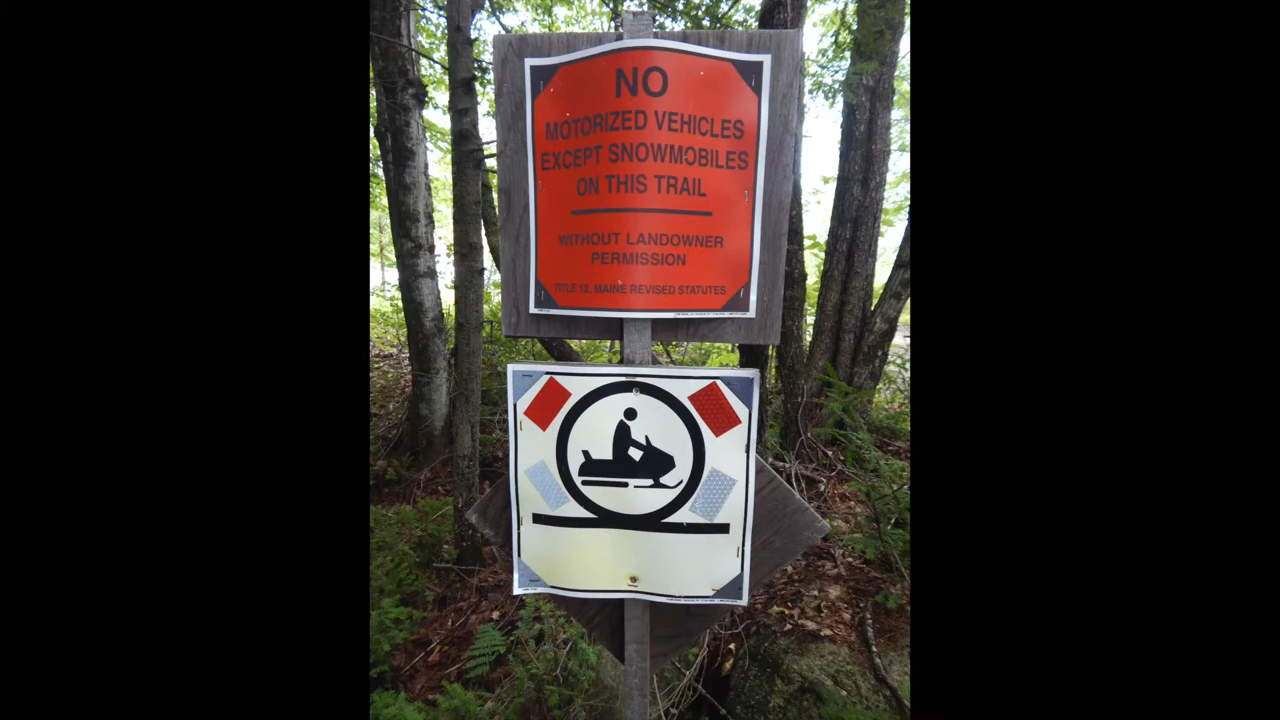 NO
MOTORIZED VEHICLES
EXCEPT SNOWMOBILES
ON THIS TRAIL
WITHOUT LANDOWNER
PERMISSION
TITLE 12, MAINE REVISED STATUTES